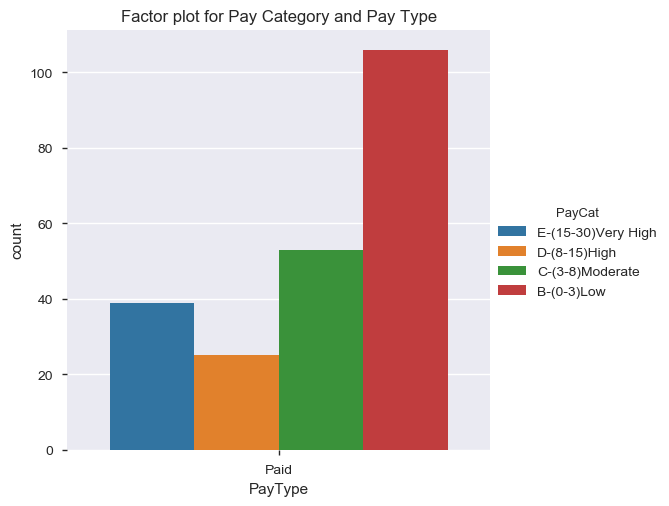 Factor plot for Pay Category and Pay Type
100
80
60
40
20
0
count
Paid
PayType
PayCat
E-(15-30)Very High
D-(8-15)High
C-(3-8)Moderate
B-(0-3)Low